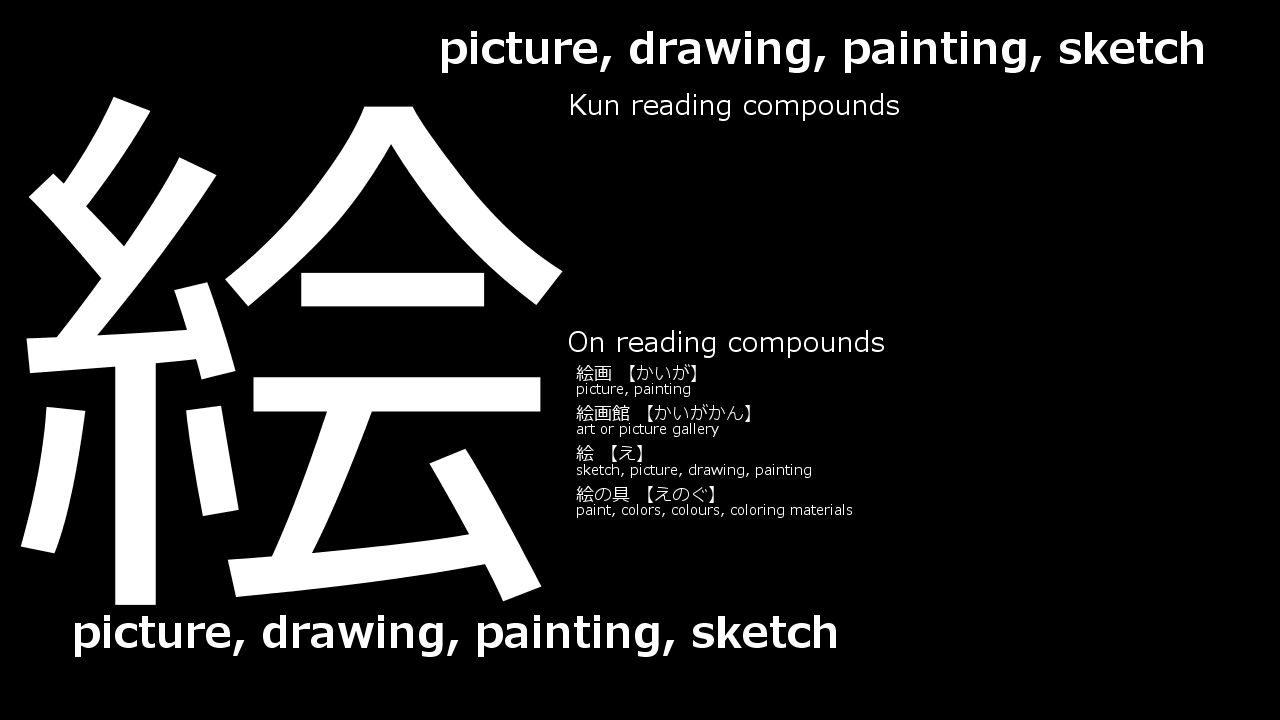 picture, drawing, painting, sketch
絵
Kun reading compounds
On reading compounds
絵画 【かいが】
picture, painting
絵画館 【かいがかん】
art or picture gallery
絵 【え】
sketch, picture, drawing, painting
絵の具 【えのぐ】
paint, colors, colours, coloring materials
picture, drawing, painting, sketch